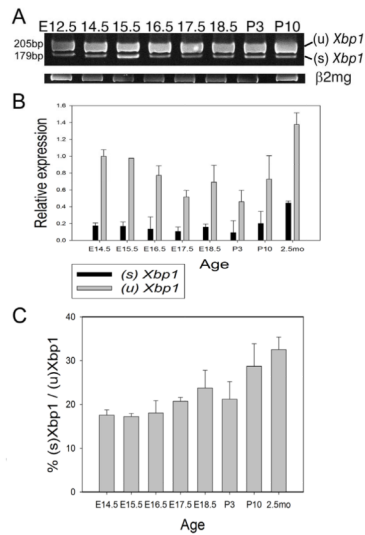 A
E12.5 14.5 15.5 16.5 17.5 18.5 P3 P10
205bp (u) Xbp1
179bp (s) Xbp1
β2mg
B
Relative expression
1.6
1.4
1.2
1.0
0.8
0.6
0.4
0.2
0.0
E14.5 E15.5 E16.5 E17.5 E18.5 P3 P10 2.5mo
Age
(s) Xbp1
(u) Xbp1
C
% (s)Xbp1 / (u)Xbp1
40
30
20
10
0
E14.5 E15.5 E16.5 E17.5 E18.5 P3 P10 2.5mo
Age